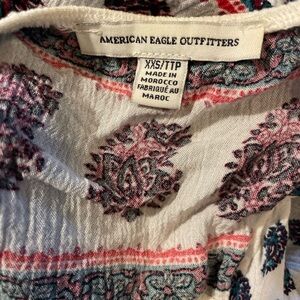 AMERICAN EAGLE OUTFITTERS
XXS/TTP
MADE IN
MOROCCO
FABRIQUÉ AU
MAROC